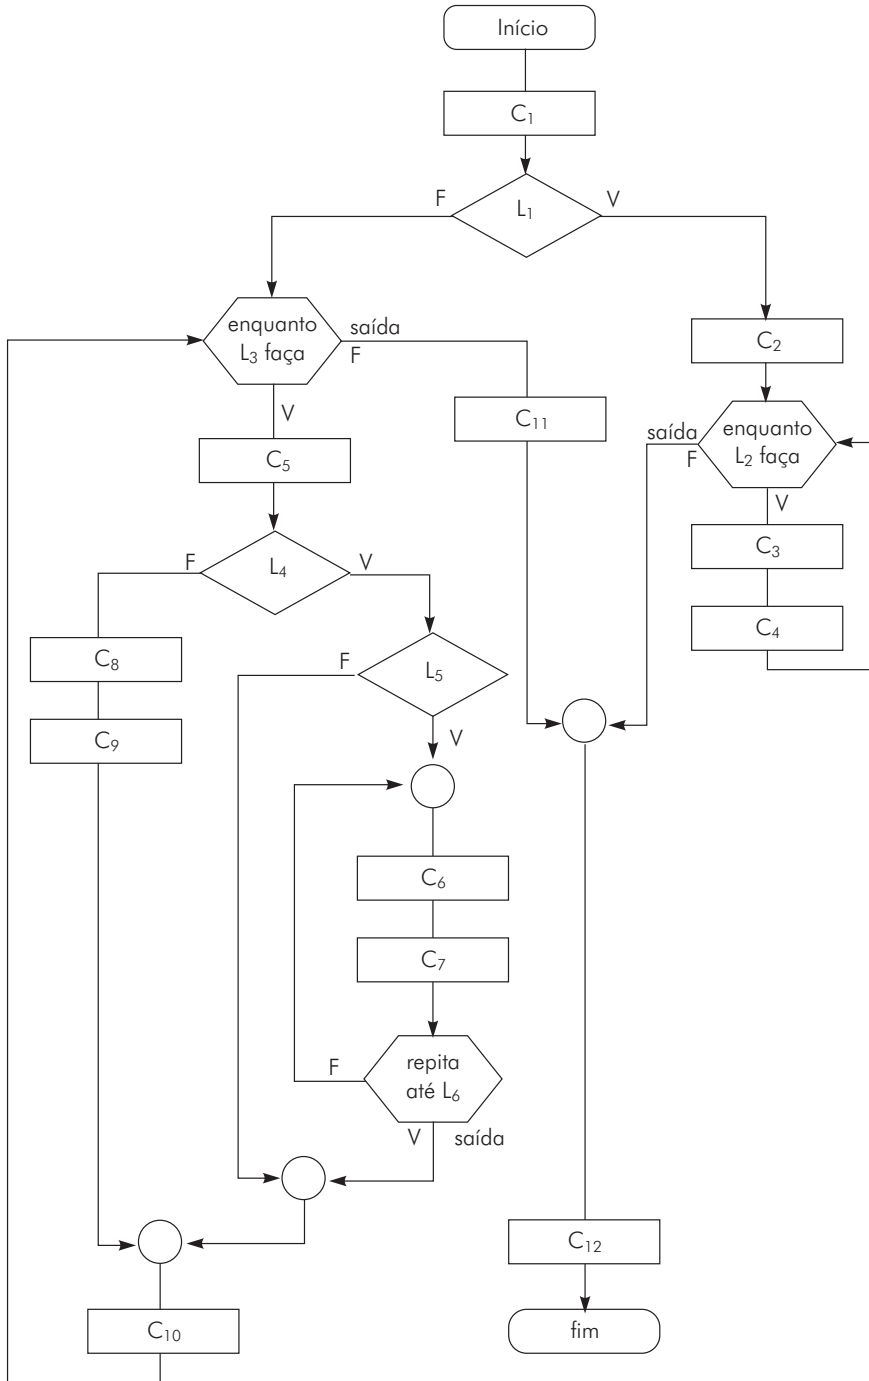 Início
C₁
F
L₁
V
enquanto
L₃ faça
saída
F
V
C₂
C₁₁
saída
F
enquanto
L₂ faça
V
C₅
C₃
F
L₄
V
C₄
C₈
F
L₅
V
C₉
C₆
C₇
F
repita
até L₆
V
saída
C₁₂
C₁₀
fim